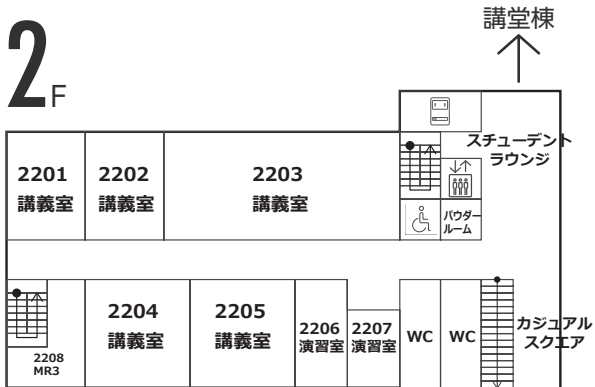 講堂棟
2F
スチューデント
ラウンジ
2201
講義室
2202
講義室
2203
講義室
パウダー
ルーム
2204
講義室
2205
講義室
2206
演習室
2207
演習室
WC
WC
カジュアル
スクエア
2208
MR3